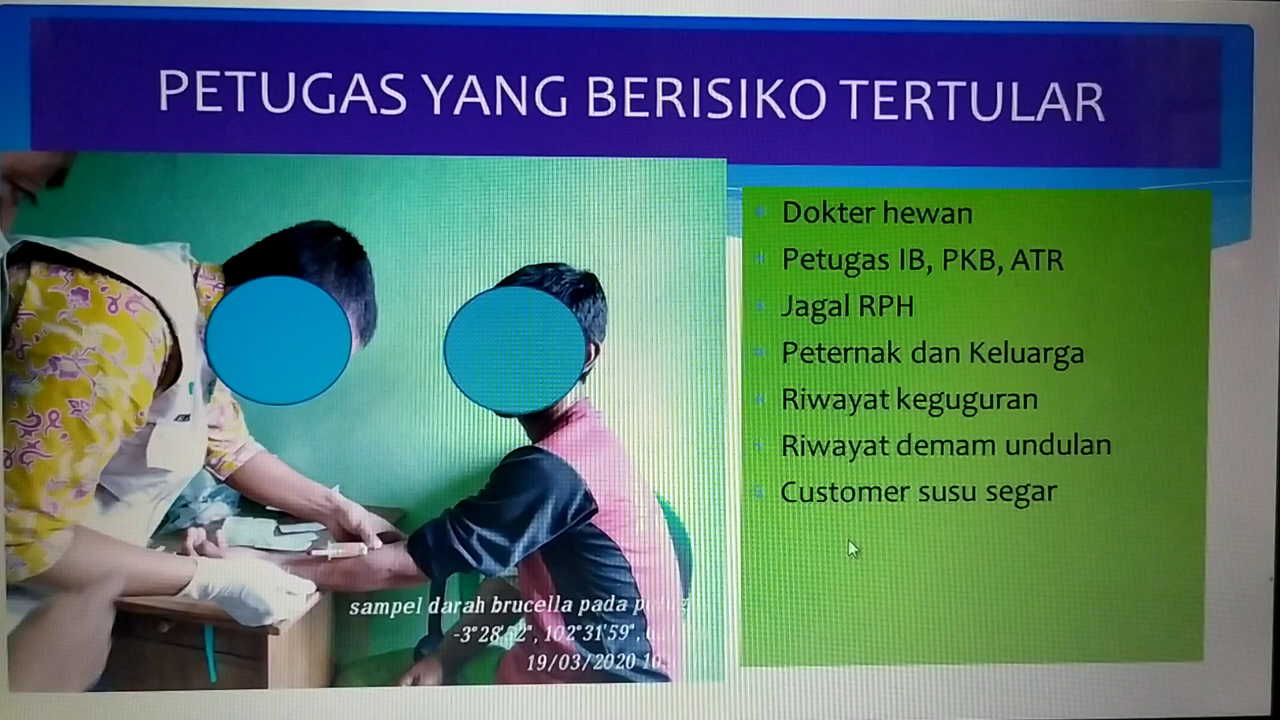 PETUGAS YANG BERISIKO TERTULAR
Dokter hewan
Petugas IB, PKB, ATR
Jagal RPH
Peternak dan Keluarga
Riwayat keguguran
Riwayat demam undulan
Customer susu segar
sampel darah brucella pada
-3°28'52", 102°31'59",
19/03/2020